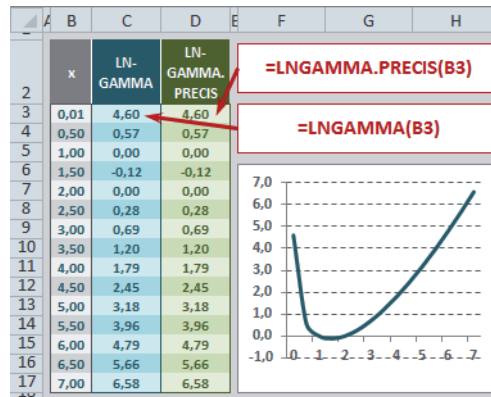 A B C D E F G H
2 x LN-GAMMA LN-GAMMA.PRECIS
3 0,01 4,60 4,60
4 0,50 0,57 0,57
5 1,00 0,00 0,00
6 1,50 -0,12 -0,12
7 2,00 0,00 0,00
8 2,50 0,28 0,28
9 3,00 0,69 0,69
10 3,50 1,20 1,20
11 4,00 1,79 1,79
12 4,50 2,45 2,45
13 5,00 3,18 3,18
14 5,50 3,96 3,96
15 6,00 4,79 4,79
16 6,50 5,66 5,66
17 7,00 6,58 6,58
=LNGAMMA.PRECIS(B3)
=LNGAMMA(B3)
7,0
6,0
5,0
4,0
3,0
2,0
1,0
0,0
-1,0 0 1 2 3 4 5 6 7